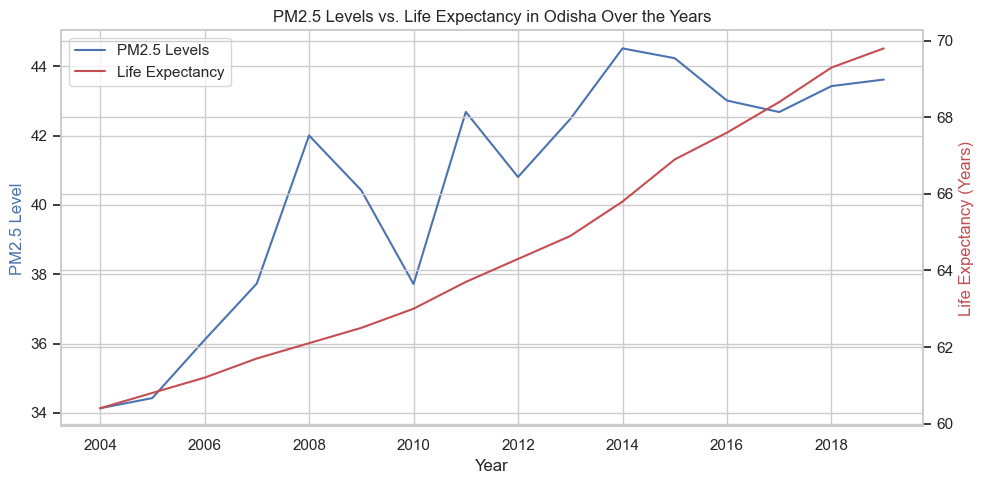 PM2.5 Levels vs. Life Expectancy in Odisha Over the Years
PM2.5 Levels
Life Expectancy
PM2.5 Level
44
42
40
38
36
34
70
68
66
64
62
60
Life Expectancy (Years)
2004 2006 2008 2010 2012 2014 2016 2018
Year